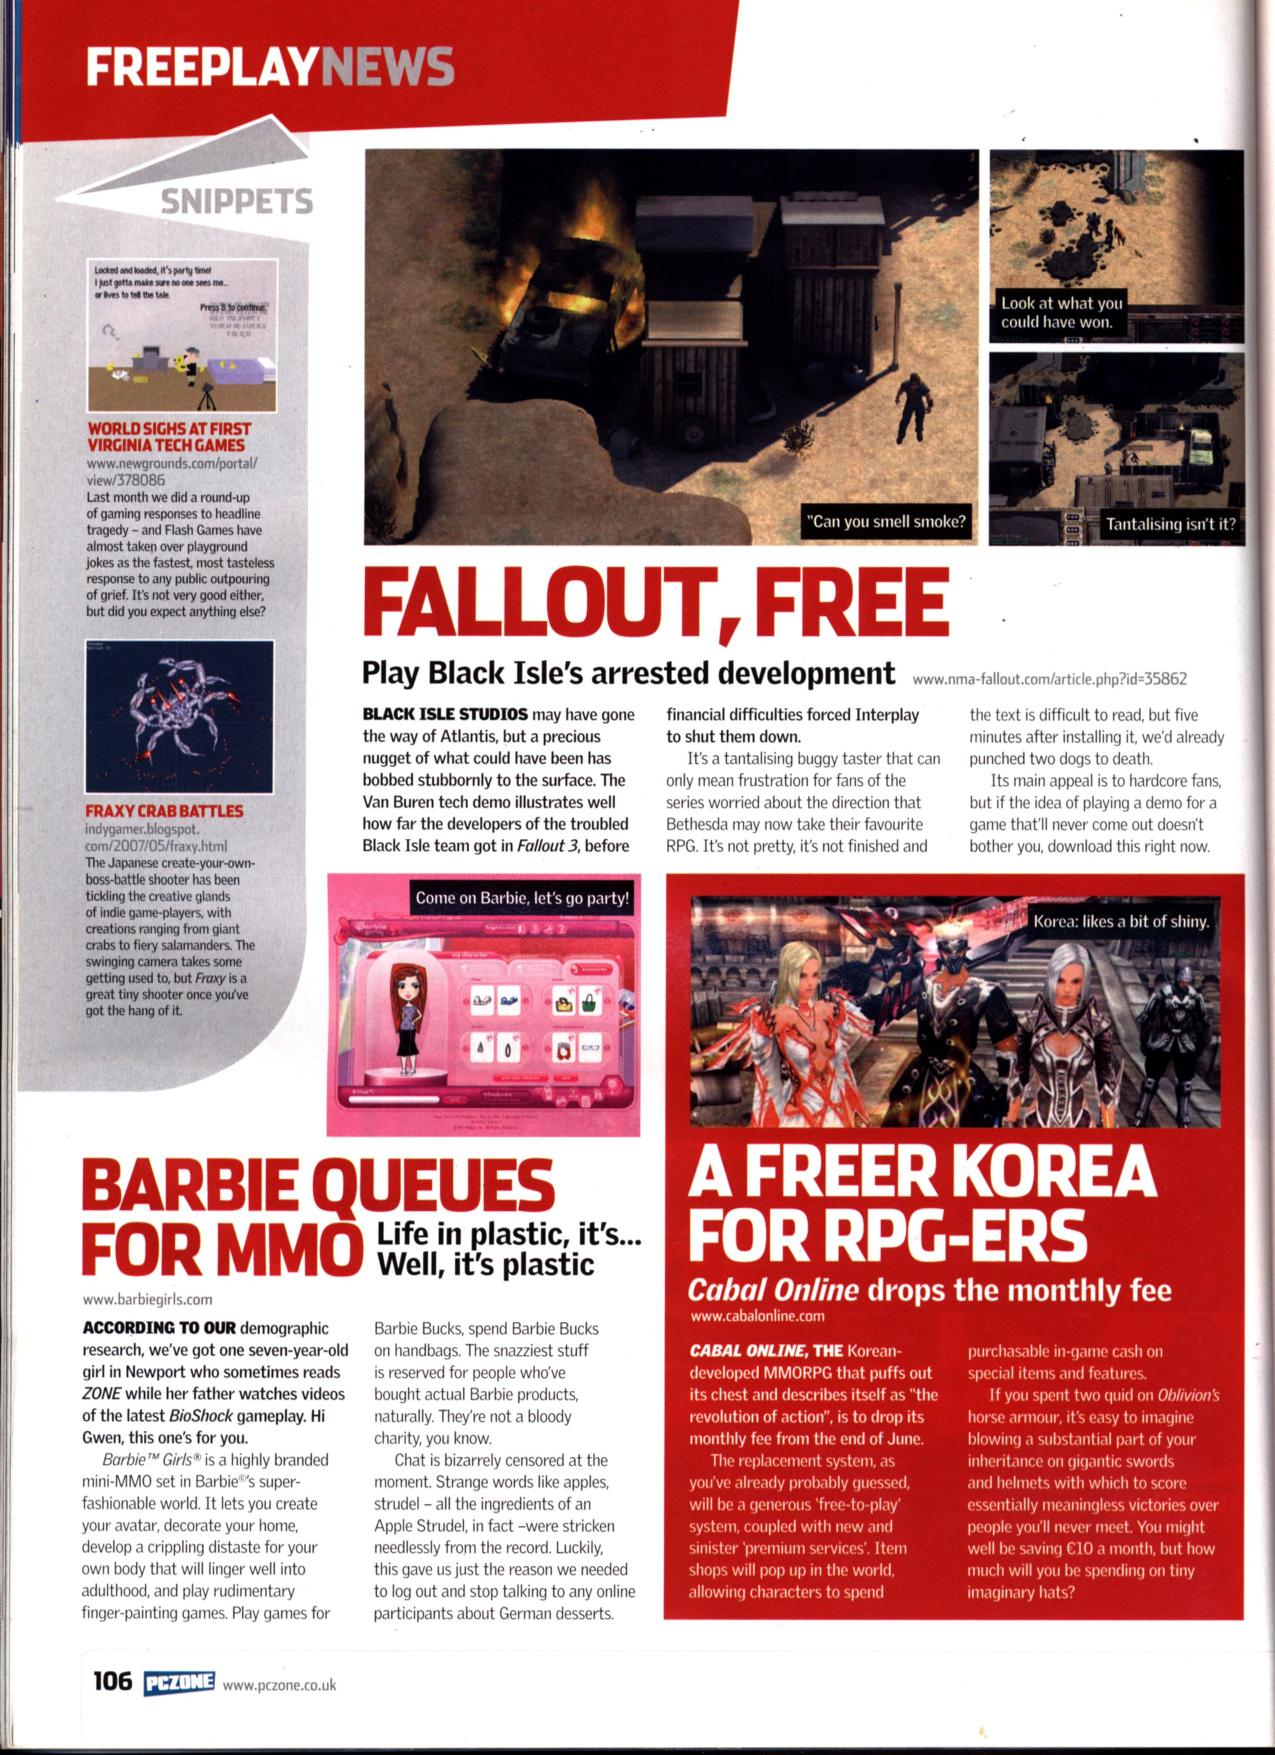 FREEPLAYNEWS
SNIPPETS
Locked and loaded, it's party time!
I just gotta make sure no one sees me...
or lives to tell the tale.
Press 8 to continue.
WORLD SIGHS AT FIRST
VIRGINIA TECH GAMES
www.newgrounds.com/portal/
view/378086
Last month we did a round-up
of gaming responses to headline
tragedy – and Flash Games have
almost taken over playground
jokes as the fastest, most tasteless
response to any public outpouring
of grief. It's not very good either,
but did you expect anything else?
FRAXY CRAB BATTLES
indygamer.blogspot.
com/2007/05/fraxy.html
The Japanese create-your-own-
boss-battle shooter has been
tickling the creative glands
of indie game-players, with
creations ranging from giant
crabs to fiery salamanders. The
swinging camera takes some
getting used to, but Fraxy is a
great tiny shooter once you've
got the hang of it.
"Can you smell smoke?
Look at what you
could have won.
Tantalising isn't it?
FALLOUT, FREE
Play Black Isle's arrested development
www.nma-fallout.com/article.php?id=35862
BLACK ISLE STUDIOS may have gone
the way of Atlantis, but a precious
nugget of what could have been has
bobbed stubbornly to the surface. The
Van Buren tech demo illustrates well
how far the developers of the troubled
Black Isle team got in Fallout 3, before
financial difficulties forced Interplay
to shut them down.
It's a tantalising buggy taster that can
only mean frustration for fans of the
series worried about the direction that
Bethesda may now take their favourite
RPG. It's not pretty, it's not finished and
the text is difficult to read, but five
minutes after installing it, we'd already
punched two dogs to death.
Its main appeal is to hardcore fans,
but if the idea of playing a demo for a
game that'll never come out doesn't
bother you, download this right now.
Come on Barbie, let's go party!
Barbie
BARBIE QUEUES
FOR MMO
Life in plastic, it's...
Well, it's plastic
www.barbiegirls.com
ACCORDING TO OUR demographic
research, we've got one seven-year-old
girl in Newport who sometimes reads
ZONE while her father watches videos
of the latest BioShock gameplay. Hi
Gwen, this one's for you.
Barbie™ Girls® is a highly branded
mini-MMO set in Barbie©'s super-
fashionable world. It lets you create
your avatar, decorate your home,
develop a crippling distaste for your
own body that will linger well into
adulthood, and play rudimentary
finger-painting games. Play games for
Barbie Bucks, spend Barbie Bucks
on handbags. The snazziest stuff
is reserved for people who've
bought actual Barbie products,
naturally. They're not a bloody
charity, you know.
Chat is bizarrely censored at the
moment. Strange words like apples,
strudel – all the ingredients of an
Apple Strudel, in fact –were stricken
needlessly from the record. Luckily,
this gave us just the reason we needed
to log out and stop talking to any online
participants about German desserts.
Korea: likes a bit of shiny.
A FREER KOREA
FOR RPG-ERS
Cabal Online drops the monthly fee
www.cabalonline.com
CABAL ONLINE, THE Korean-
developed MMORPG that puffs out
its chest and describes itself as "the
revolution of action", is to drop its
monthly fee from the end of June.
The replacement system, as
you've already probably guessed,
will be a generous 'free-to-play'
system, coupled with new and
sinister 'premium services'. Item
shops will pop up in the world,
allowing characters to spend
purchasable in-game cash on
special items and features.
If you spent two quid on Oblivion's
horse armour, it's easy to imagine
blowing a substantial part of your
inheritance on gigantic swords
and helmets with which to score
essentially meaningless victories over
people you'll never meet. You might
well be saving €10 a month, but how
much will you be spending on tiny
imaginary hats?
106 PCZONE www.pczone.co.uk